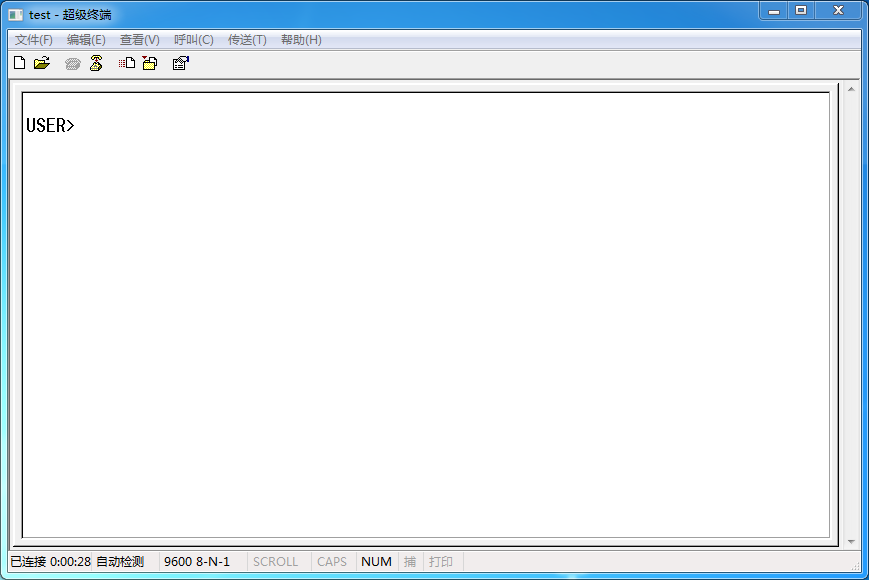 test - 超级终端
文件(F) 编辑(E) 查看(V) 呼叫(C) 传送(T) 帮助(H)
USER>
已连接 0:00:28 自动检测 9600 8-N-1 SCROLL CAPS NUM 捕 打印